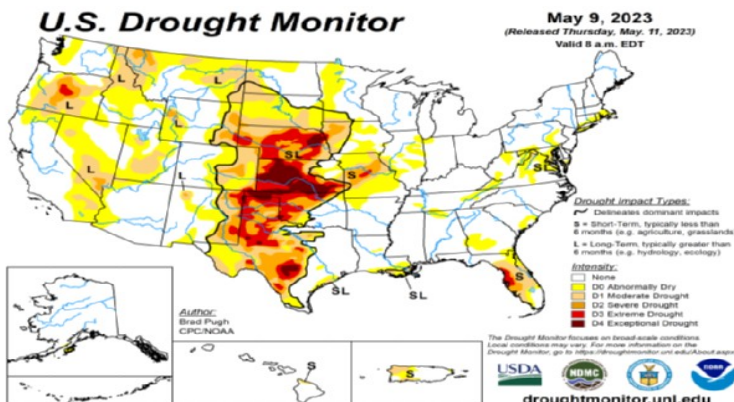 U.S. Drought Monitor
May 9, 2023
(Released Thursday, May. 11, 2023)
Valid 8 a.m. EDT
L
L
L
L
L
SL
S
SL
S
SL
SL
Drought Impact Types:
Delineates dominant impacts
S = Short-Term, typically less than
6 months (e.g. agriculture, grasslands
L = Long-Term, typically greater than
6 months (e.g. hydrology, ecology)
Intensity:
None
D0 Abnormally Dry
D1 Moderate Drought
D2 Severe Drought
D3 Extreme Drought
D4 Exceptional Drought
Author:
Brad Pugh
CPC/NOAA
S
S
The Drought Monitor focuses on broad-scale conditions.
Local conditions may vary. For more information on the
Drought Monitor, go to https://droughtmonitor.unl.edu/About.aspx
USDA
NDMC
NOAA
droughtmonitor.unl.edu